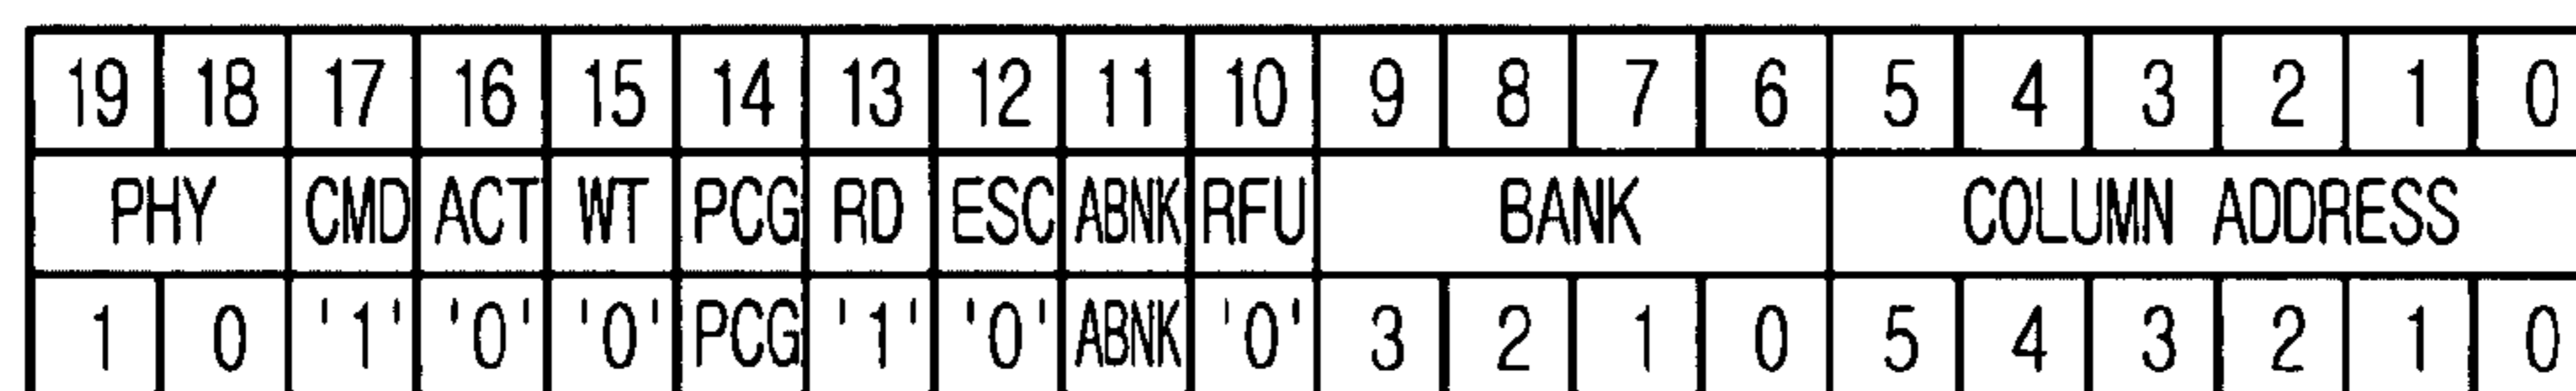 19 18 17 16 15 14 13 12 11 10 9 8 7 6 5 4 3 2 1 0
PHY CMD ACT WT PCG RD ESC ABNK RFU BANK COLUMN ADDRESS
1 0 '1' '0' '0' PCG '1' '0' ABNK '0' 3 2 1 0 5 4 3 2 1 0